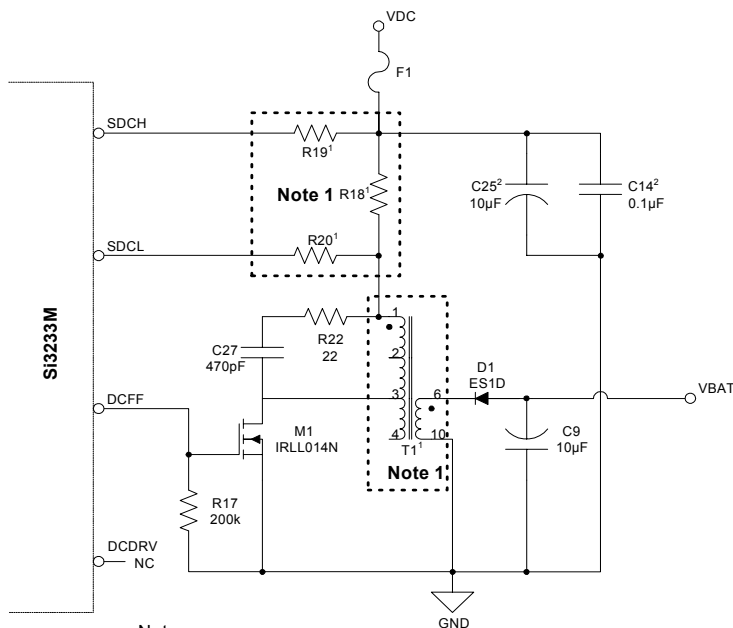 VDC
F1
SDCH
R19¹
Note 1
R18¹
C25²
10µF
C14²
0.1µF
SDCL
R20¹
Si3233M
1
R22
22
C27
470pF
2
D1
ES1D
3
6
VBAT
DCFF
M1
IRLL014N
4
10
T1¹
Note 1
C9
10µF
R17
200k
DCDRV
NC
GND